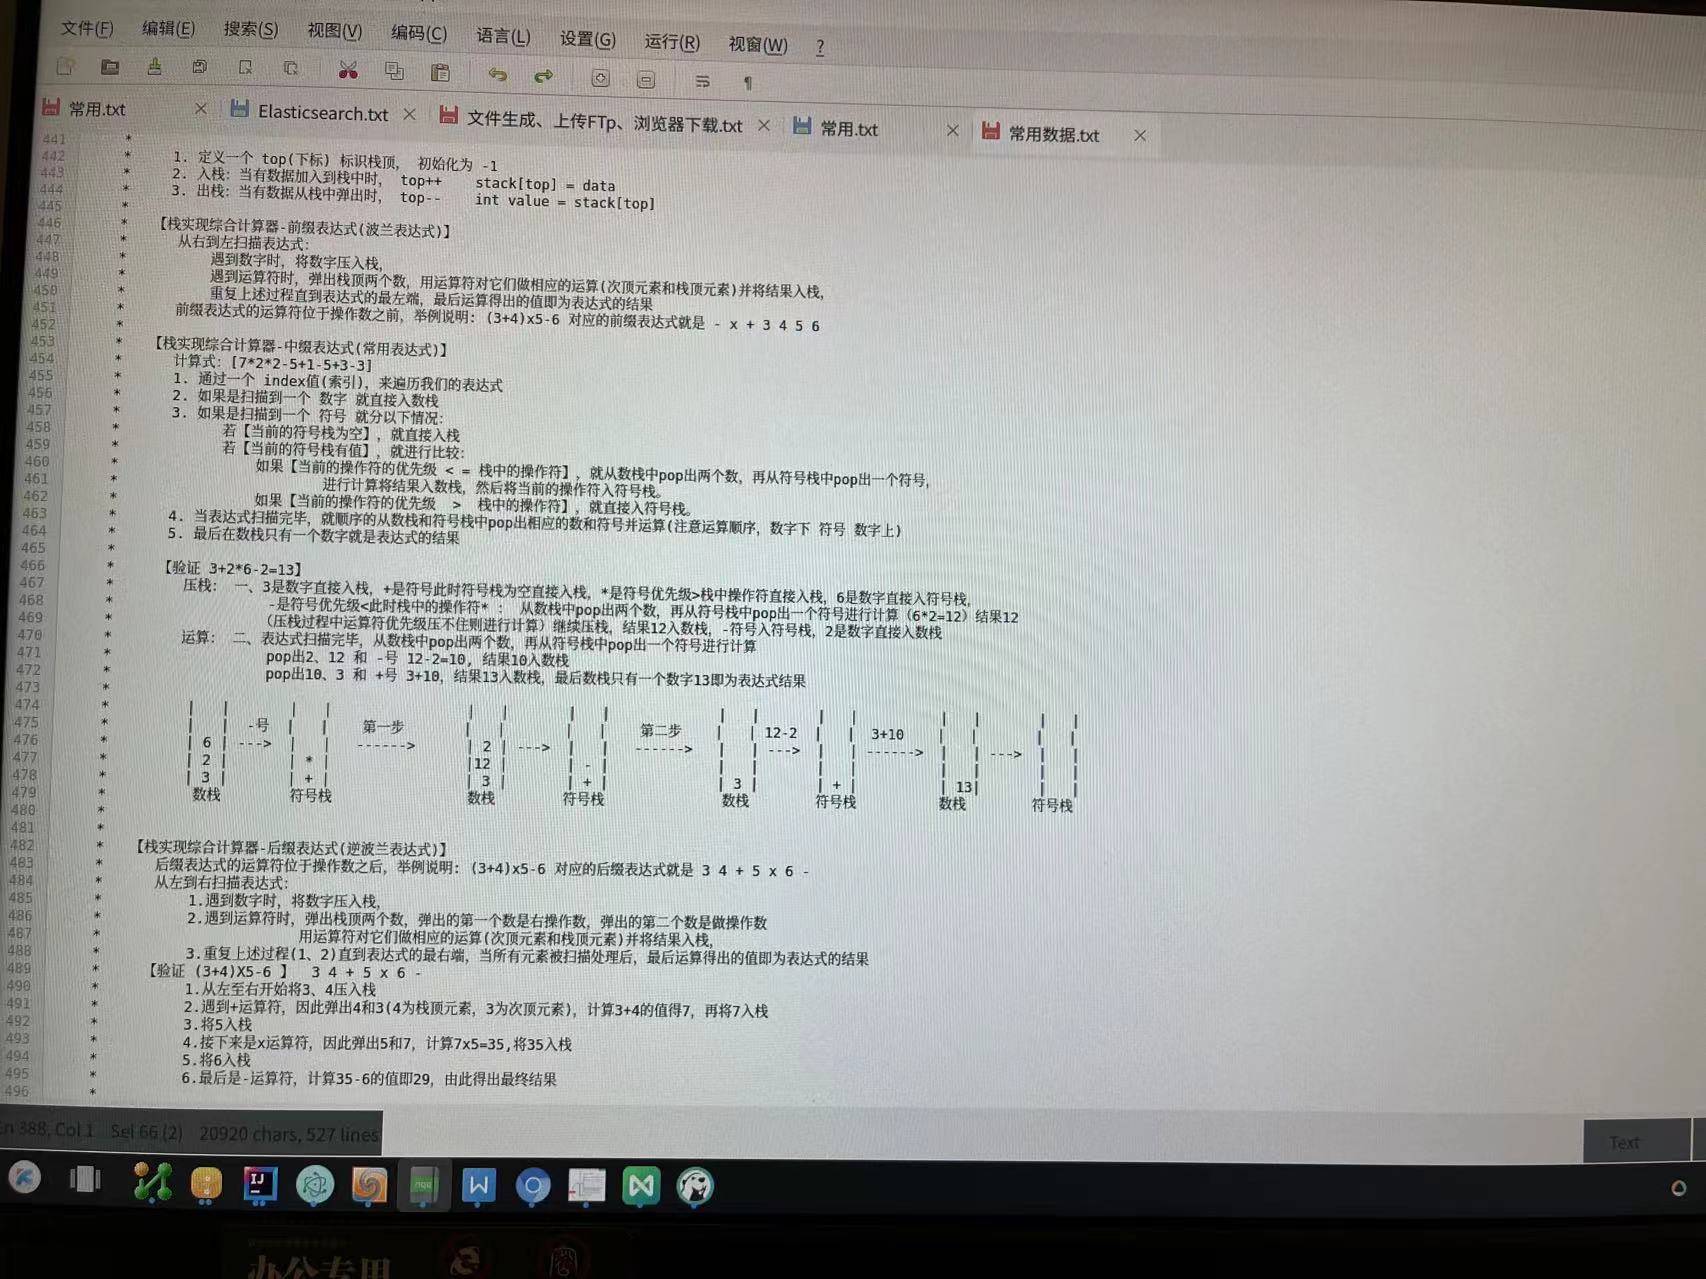 文件(F) 编辑(E) 搜索(S) 视图(V) 编码(C) 语言(L) 设置(G) 运行(R) 视窗(W) ?
常用.txt Elasticsearch.txt 文件生成、上传FTp、浏览器下载.txt 常用.txt 常用数据.txt
441 *
442 * 1. 定义一个 top(下标) 标识栈顶， 初始化为 -1
443 * 2. 入栈: 当有数据加入到栈中时， top++ stack[top] = data
444 * 3. 出栈: 当有数据从栈中弹出时， top-- int value = stack[top]
445 *
446 * 【栈实现综合计算器-前缀表达式(波兰表达式)】
447 * 从右到左扫描表达式:
448 * 遇到数字时，将数字压入栈，
449 * 遇到运算符时，弹出栈顶两个数，用运算符对它们做相应的运算(次顶元素和栈顶元素)并将结果入栈，
450 * 重复上述过程直到表达式的最左端，最后运算得出的值即为表达式的结果
451 * 前缀表达式的运算符位于操作数之前，举例说明: (3+4)x5-6 对应的前缀表达式就是 - x + 3 4 5 6
452 *
453 * 【栈实现综合计算器-中缀表达式(常用表达式)】
454 * 计算式: [7*2*2-5+1-5+3-3]
455 * 1. 通过一个 index值(索引)，来遍历我们的表达式
456 * 2. 如果是扫描到一个 数字 就直接入数栈
457 * 3. 如果是扫描到一个 符号 就分以下情况:
458 * 若【当前的符号栈为空】，就直接入栈
459 * 若【当前的符号栈有值】，就进行比较:
460 * 如果【当前的操作符的优先级 < = 栈中的操作符】，就从数栈中pop出两个数，再从符号栈中pop出一个符号，
461 * 进行计算将结果入数栈，然后将当前的操作符入符号栈。
462 * 如果【当前的操作符的优先级 > 栈中的操作符】，就直接入符号栈。
463 * 4. 当表达式扫描完毕，就顺序的从数栈和符号栈中pop出相应的数和符号并运算(注意运算顺序，数字下 符号 数字上)
464 * 5. 最后在数栈只有一个数字就是表达式的结果
465 *
466 * 【验证 3+2*6-2=13】
467 * 压栈: 一、3是数字直接入栈，+是符号此时符号栈为空直接入栈，*是符号优先级>栈中操作符直接入栈，6是数字直接入符号栈，
468 * -是符号优先级<此时栈中的操作符* : 从数栈中pop出两个数，再从符号栈中pop出一个符号进行计算（6*2=12）结果12
469 * （压栈过程中运算符优先级压不住则进行计算）继续压栈，结果12入数栈，-符号入符号栈，2是数字直接入数栈
470 * 运算: 二、表达式扫描完毕，从数栈中pop出两个数，再从符号栈中pop出一个符号进行计算
471 * pop出2、12 和 -号 12-2=10, 结果10入数栈
472 * pop出10、3 和 +号 3+10，结果13入数栈，最后数栈只有一个数字13即为表达式结果
473 *
474 * | | | | | | | | | | | | | | | |
475 * | | -号 | | 第一步 | | | | 第二步 | | 12-2 | | 3+10 | | | |
476 * | 6 | ---> | | ------> | 2 | ---> | | ------> | | ---> | | ------> | | ---> | |
477 * | 2 | | * | |12 | | - | | | | | | | | |
478 * | 3 | | + | | 3 | | + | | 3 | | + | | 13| | |
479 * 数栈 符号栈 数栈 符号栈 数栈 符号栈 数栈 符号栈
480 *
481 *
482 * 【栈实现综合计算器-后缀表达式(逆波兰表达式)】
483 * 后缀表达式的运算符位于操作数之后，举例说明: (3+4)x5-6 对应的后缀表达式就是 3 4 + 5 x 6 -
484 * 从左到右扫描表达式:
485 * 1.遇到数字时，将数字压入栈，
486 * 2.遇到运算符时，弹出栈顶两个数，弹出的第一个数是右操作数，弹出的第二个数是做操作数
487 * 用运算符对它们做相应的运算(次顶元素和栈顶元素)并将结果入栈，
488 * 3.重复上述过程(1、2)直到表达式的最右端，当所有元素被扫描处理后，最后运算得出的值即为表达式的结果
489 * 【验证 (3+4)X5-6 】 3 4 + 5 x 6 -
490 * 1.从左至右开始将3、4压入栈
491 * 2.遇到+运算符，因此弹出4和3(4为栈顶元素，3为次顶元素)，计算3+4的值得7，再将7入栈
492 * 3.将5入栈
493 * 4.接下来是x运算符，因此弹出5和7，计算7x5=35,将35入栈
494 * 5.将6入栈
495 * 6.最后是-运算符，计算35-6的值即29，由此得出最终结果
496 *
Ln 388, Col 1 Sel 66 (2) 20920 chars, 527 lines Text
IJ nqq W
办公专用